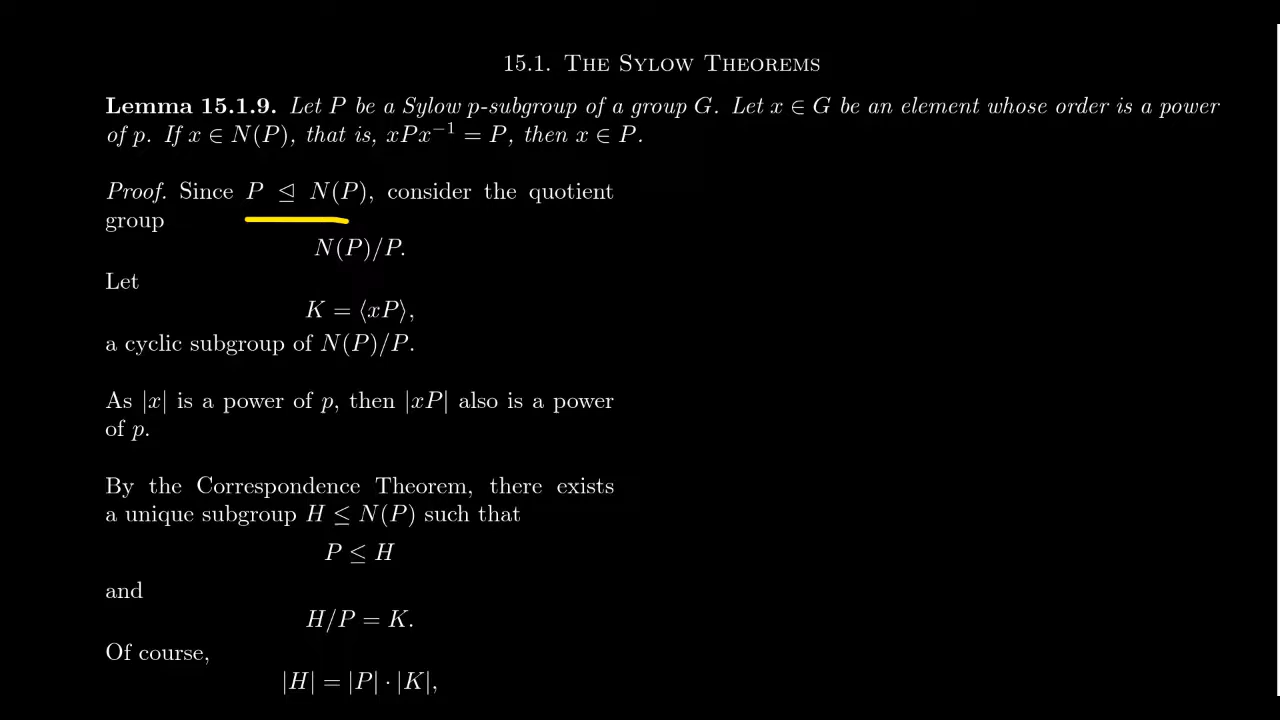 15.1. THE SYLOW THEOREMS
Lemma 15.1.9. Let P be a Sylow p-subgroup of a group G. Let x ∈ G be an element whose order is a power
of p. If x ∈ N(P), that is, xPx⁻¹ = P, then x ∈ P.
Proof. Since P ⊴ N(P), consider the quotient
group
N(P)/P.
Let
K = ⟨xP⟩,
a cyclic subgroup of N(P)/P.
As |x| is a power of p, then |xP| also is a power
of p.
By the Correspondence Theorem, there exists
a unique subgroup H ≤ N(P) such that
P ≤ H
and
H/P = K.
Of course,
|H| = |P| · |K|,